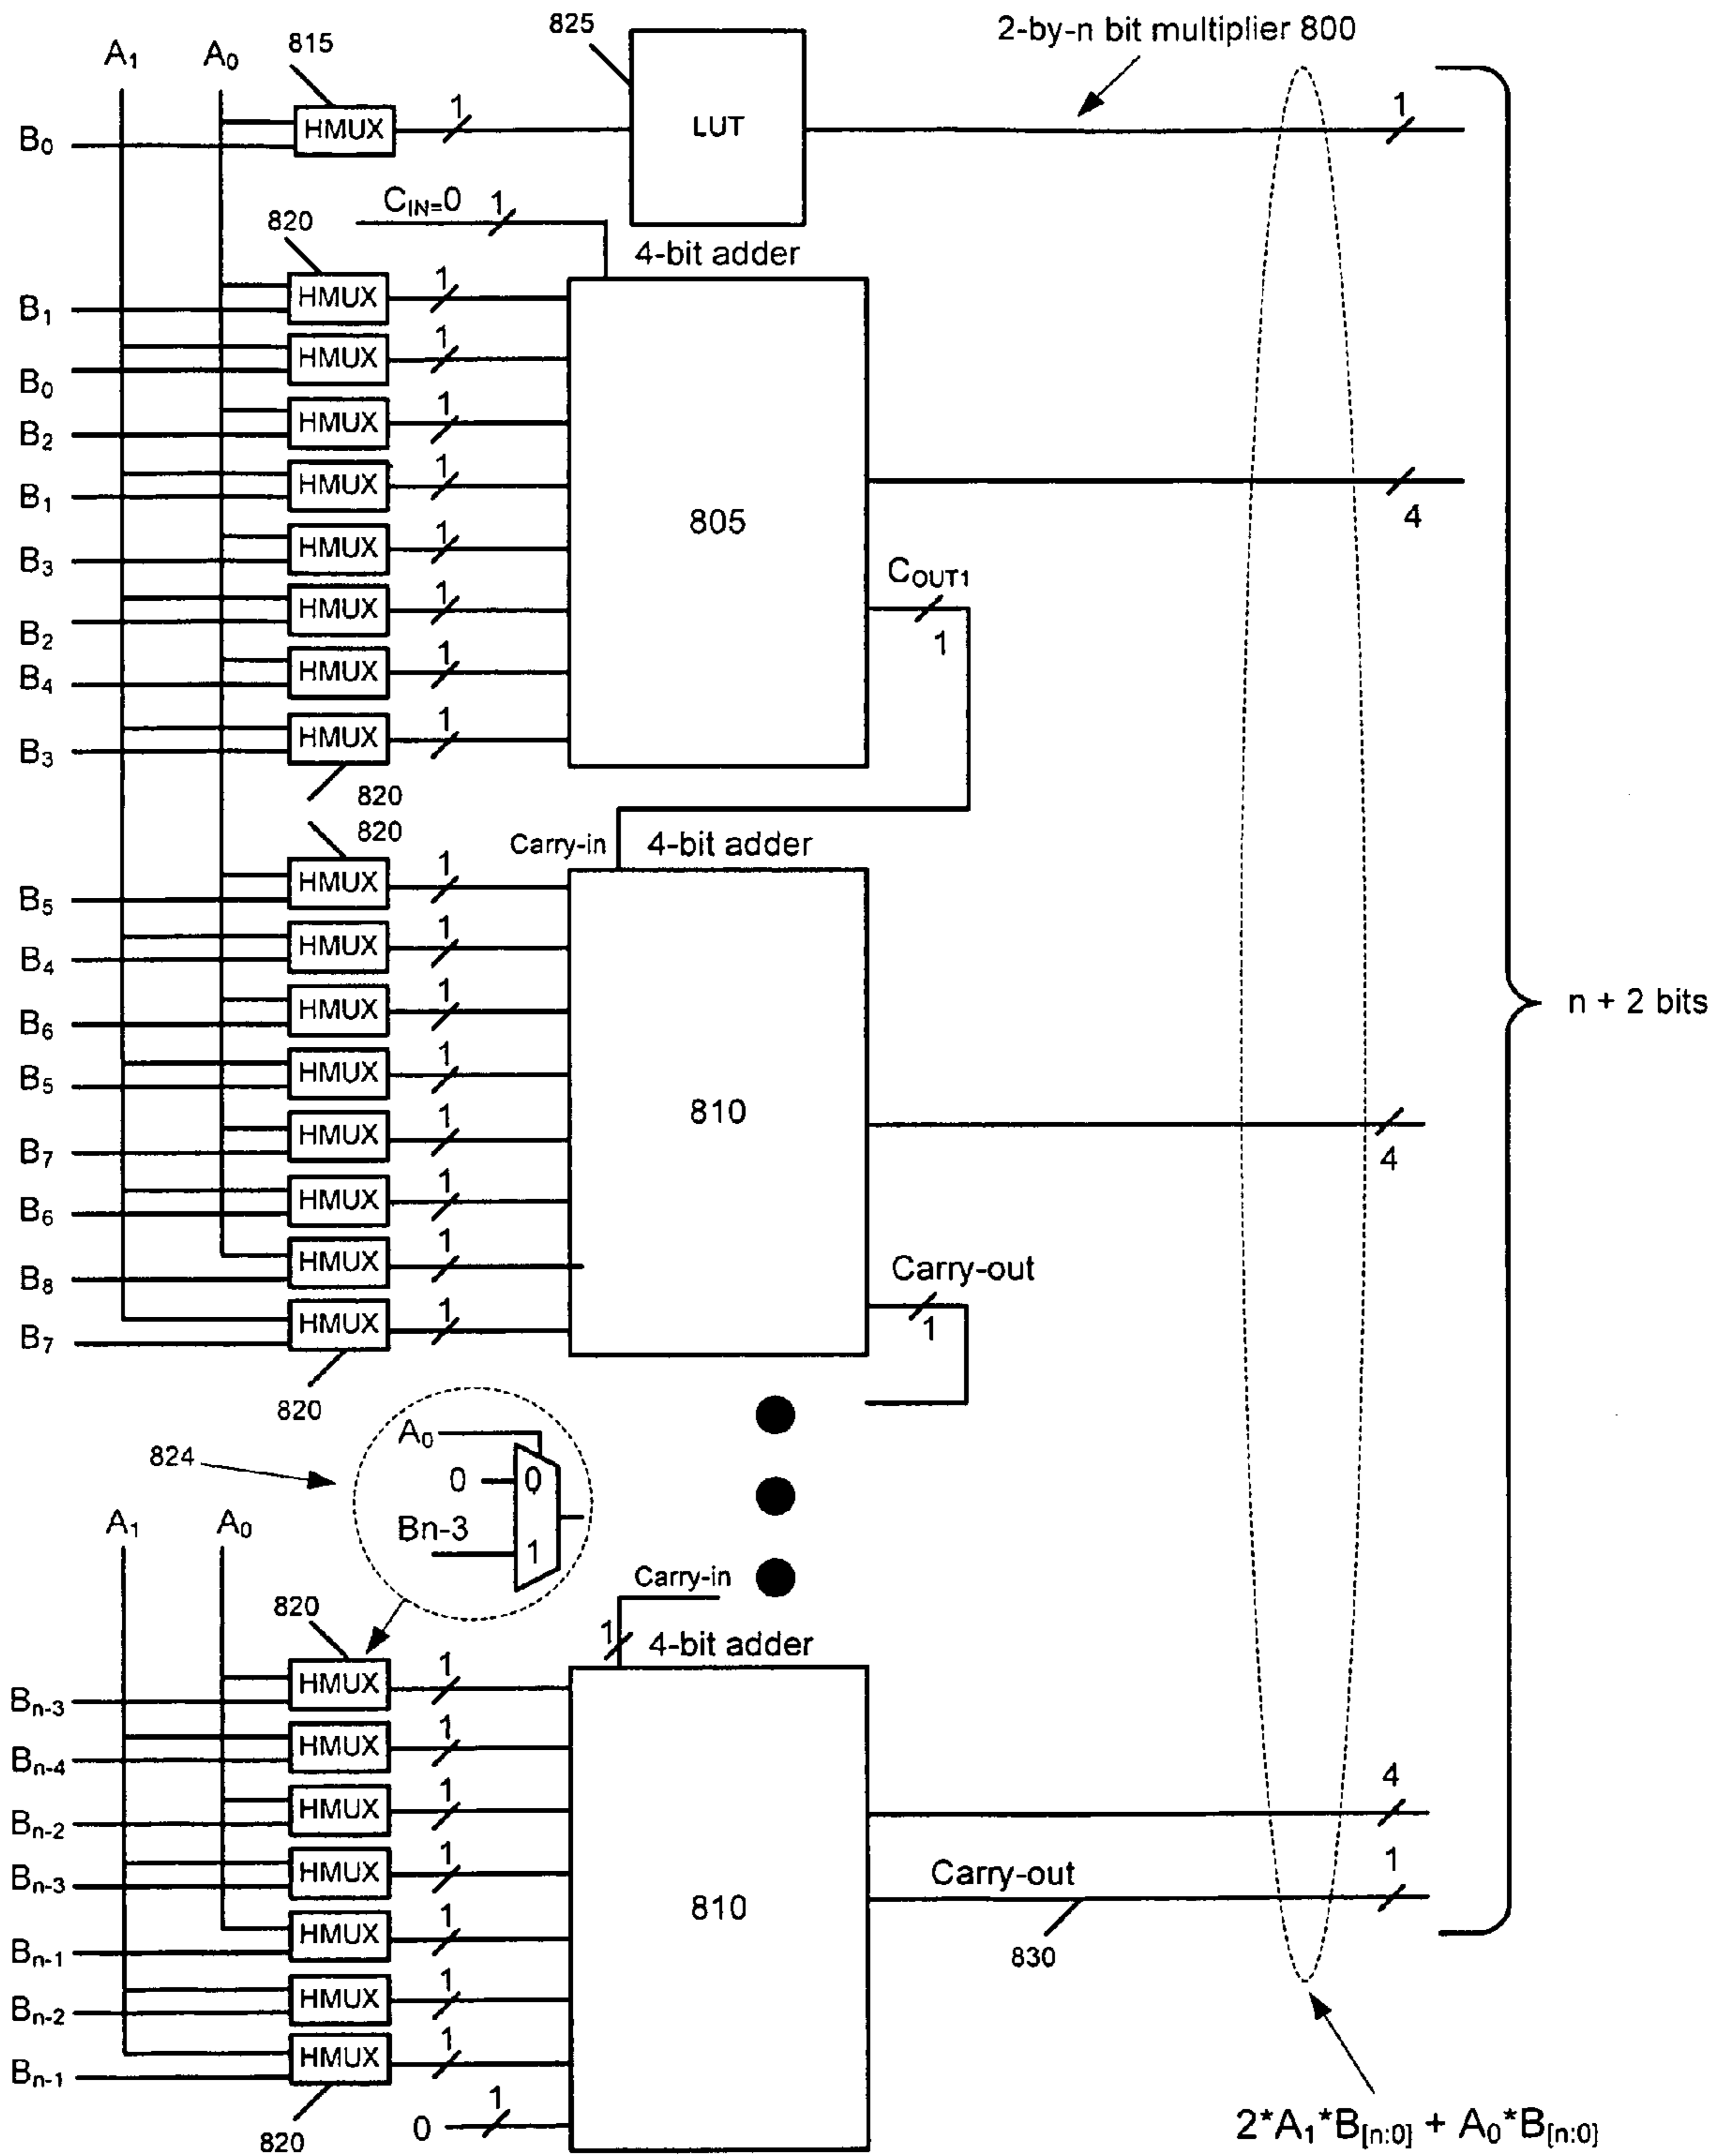 2-by-n bit multiplier 800
A₁ A₀ 815 825
B₀ HMUX 1 LUT 1
C_IN=0 1
820 4-bit adder
B₁ HMUX 1
B₀ HMUX 1
B₂ HMUX 1
B₁ HMUX 1 4
805
B₃ HMUX 1
C_OUT1
B₂ HMUX 1 1
B₄ HMUX 1
B₃ HMUX 1
820
820
Carry-in 4-bit adder
B₅ HMUX 1
B₄ HMUX 1
B₆ HMUX 1 n + 2 bits
B₅ HMUX 1
810
B₇ HMUX 1 4
B₆ HMUX 1
B₈ HMUX 1 Carry-out
B₇ HMUX 1 1
820
824 A₀
0 0
Bn-3 1
A₁ A₀
Carry-in
820 1 4-bit adder
Bₙ₋₃ HMUX 1
Bₙ₋₄ HMUX 1
Bₙ₋₂ HMUX 1 4
Bₙ₋₃ HMUX 1 Carry-out 1
810
Bₙ₋₁ HMUX 1 830
Bₙ₋₂ HMUX 1
Bₙ₋₁ HMUX 1
820 0 1
2*A₁*B[n:0] + A₀*B[n:0]